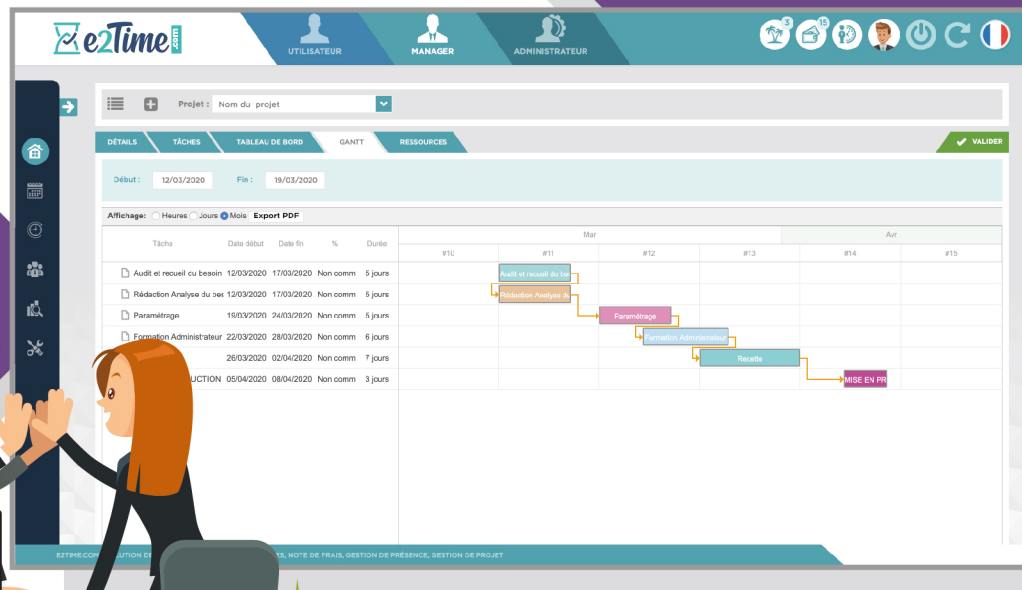 e2Time.com
UTILISATEUR
MANAGER
ADMINISTRATEUR
3
15
Projet : Nom du projet
DÉTAILS
TÂCHES
TABLEAU DE BORD
GANTT
RESSOURCES
VALIDER
Début : 12/03/2020 Fin : 19/03/2020
Affichage: Heures Jours Mois Export PDF
Tâche Date début Date fin % Durée
Mar Avr
#10 #11 #12 #13 #14 #15
Audit et recueil du besoin 12/03/2020 17/03/2020 Non comm 5 jours
Audit et recueil du bes
Rédaction Analyse du bes 12/03/2020 17/03/2020 Non comm 5 jours
Rédaction Analyse du
Paramétrage 19/03/2020 24/03/2020 Non comm 5 jours
Paramétrage
Formation Administrateur 22/03/2020 28/03/2020 Non comm 6 jours
Formation Administrateur
26/03/2020 02/04/2020 Non comm 7 jours
Recette
UCTION 05/04/2020 08/04/2020 Non comm 3 jours
MISE EN PR
E2TIME.COM LUTION DE ES, NOTE DE FRAIS, GESTION DE PRÉSENCE, GESTION DE PROJET